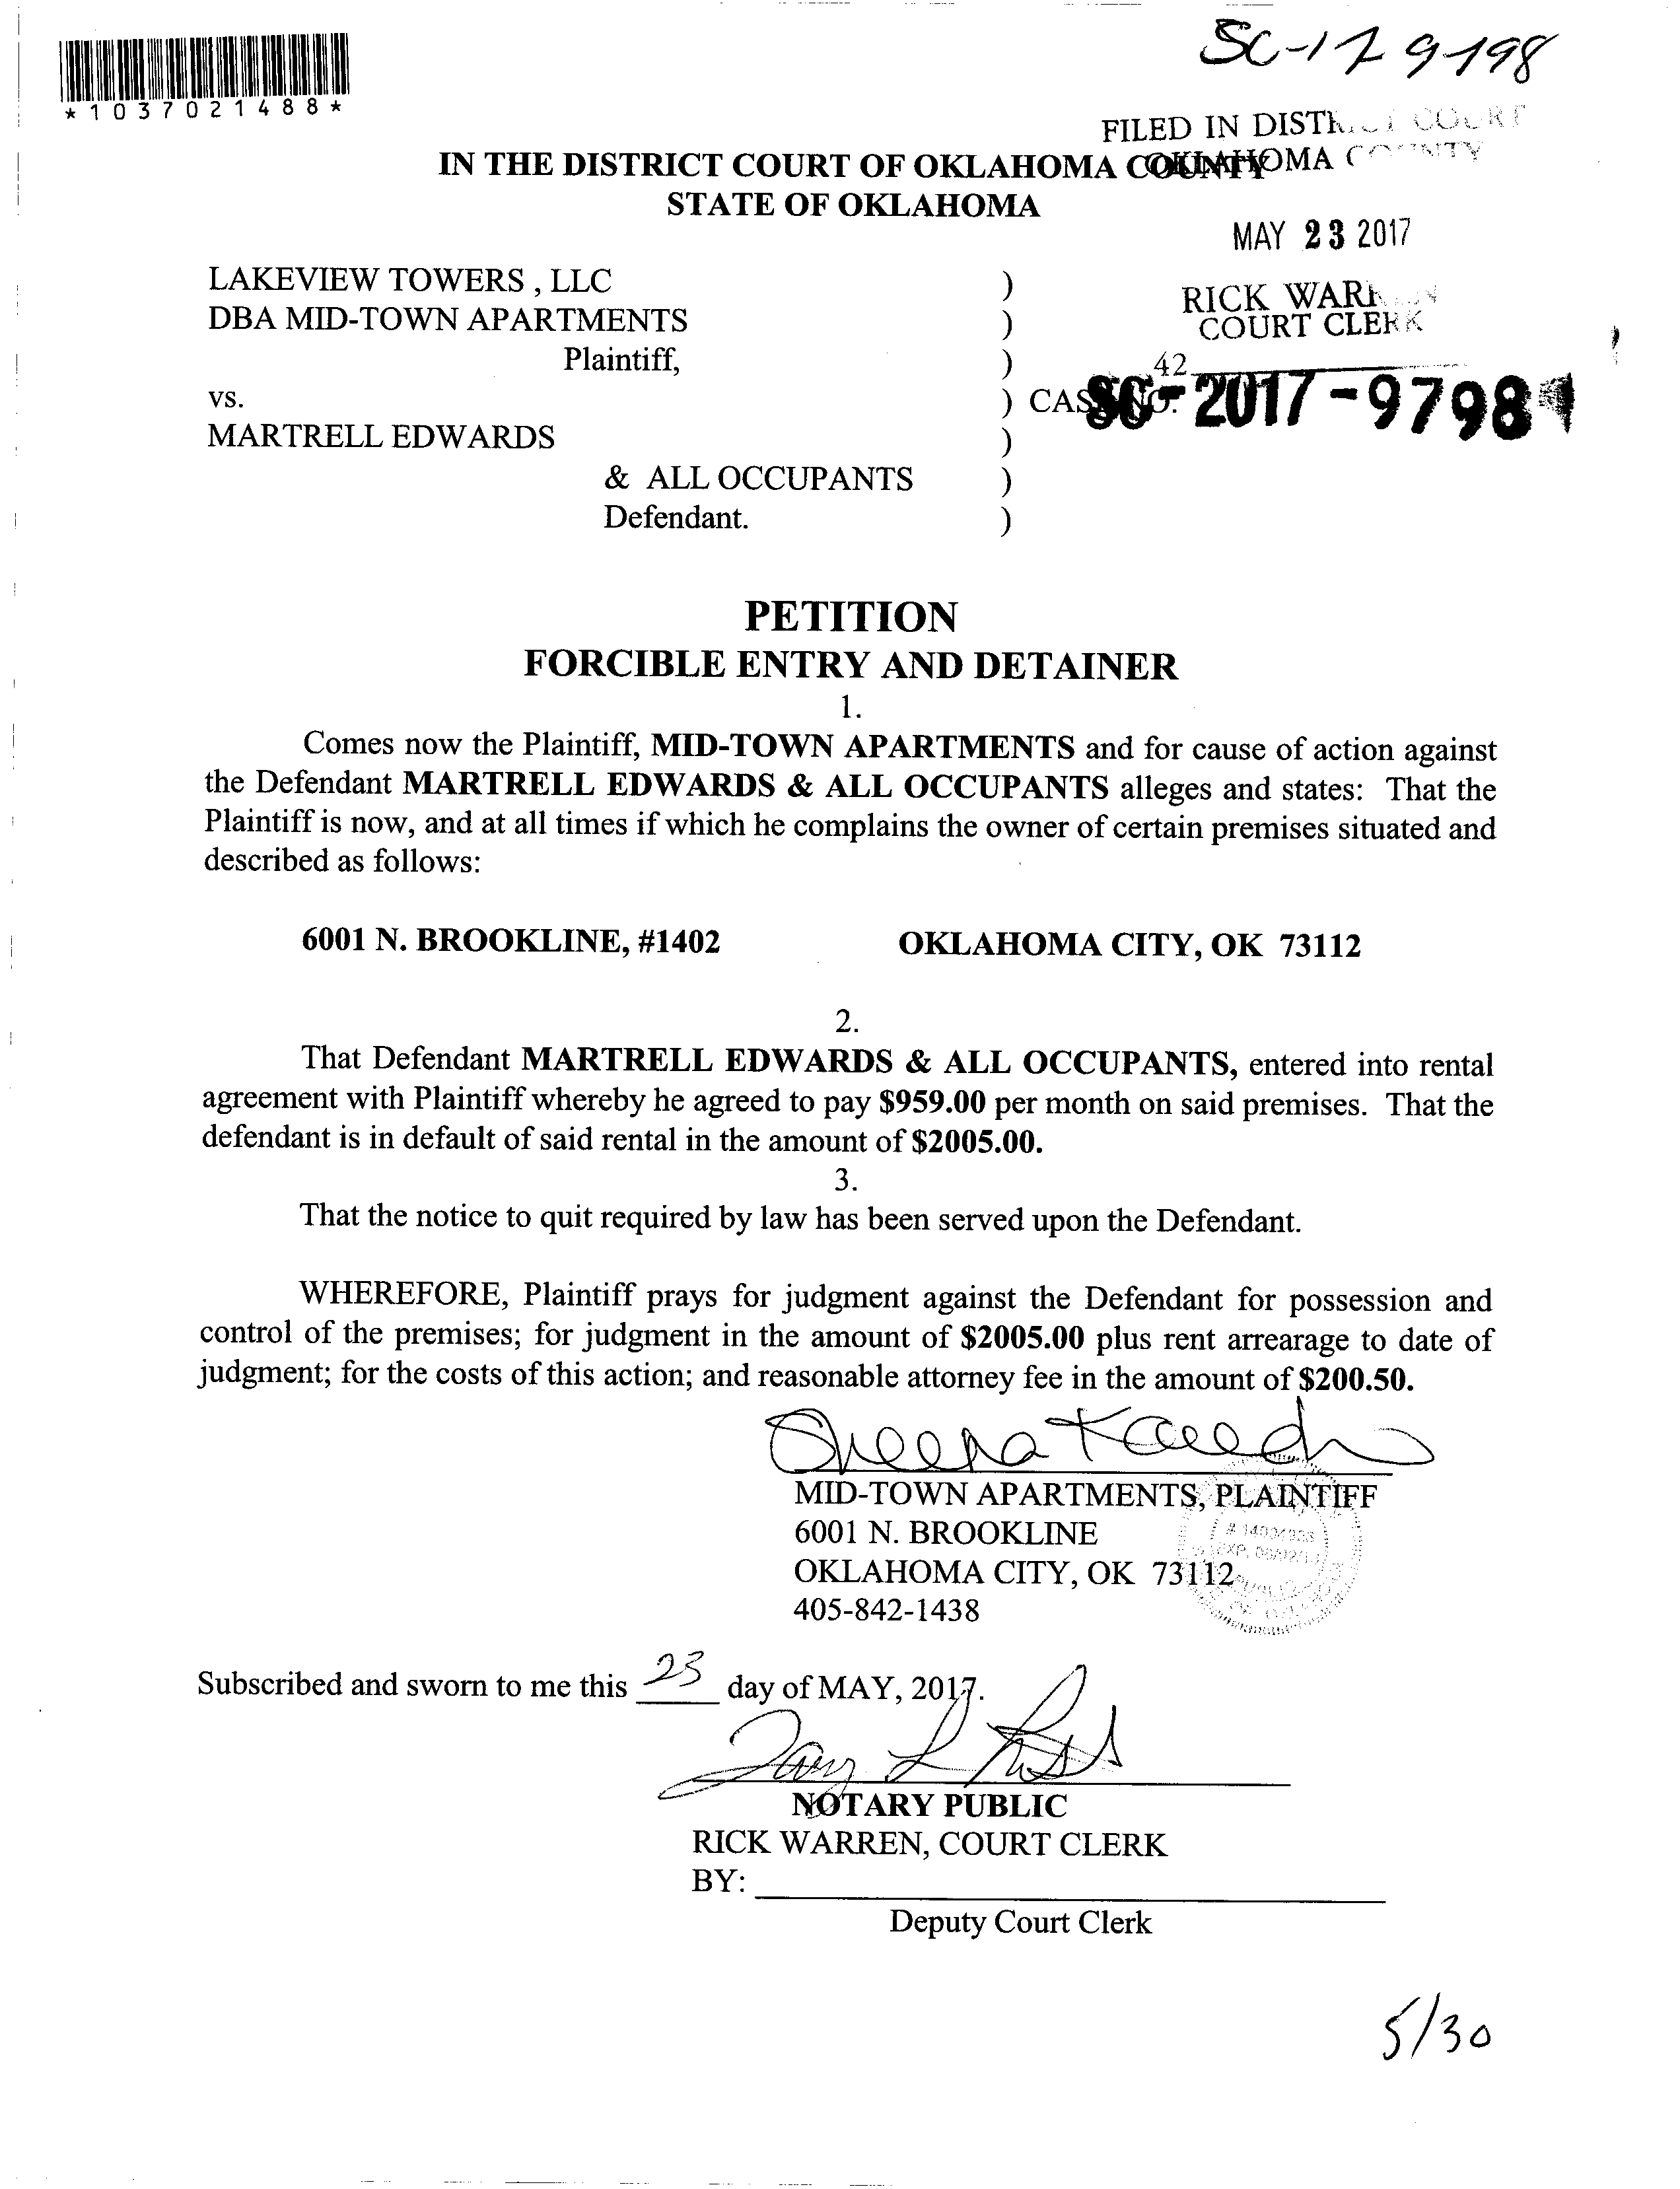 SC-17 9798
*1037021488*
FILED IN DISTRICT COURT
OKLAHOMA COUNTY
IN THE DISTRICT COURT OF OKLAHOMA COUNTY
STATE OF OKLAHOMA
MAY 23 2017
LAKEVIEW TOWERS , LLC )
DBA MID-TOWN APARTMENTS )
Plaintiff, )
RICK WARREN
COURT CLERK
42
vs. ) CASE NO. SC-2017-9798
MARTRELL EDWARDS )
& ALL OCCUPANTS )
Defendant. )
PETITION
FORCIBLE ENTRY AND DETAINER
1.
Comes now the Plaintiff, MID-TOWN APARTMENTS and for cause of action against
the Defendant MARTRELL EDWARDS & ALL OCCUPANTS alleges and states: That the
Plaintiff is now, and at all times if which he complains the owner of certain premises situated and
described as follows:
6001 N. BROOKLINE, #1402 OKLAHOMA CITY, OK 73112
2.
That Defendant MARTRELL EDWARDS & ALL OCCUPANTS, entered into rental
agreement with Plaintiff whereby he agreed to pay $959.00 per month on said premises. That the
defendant is in default of said rental in the amount of $2005.00.
3.
That the notice to quit required by law has been served upon the Defendant.
WHEREFORE, Plaintiff prays for judgment against the Defendant for possession and
control of the premises; for judgment in the amount of $2005.00 plus rent arrearage to date of
judgment; for the costs of this action; and reasonable attorney fee in the amount of $200.50.
MID-TOWN APARTMENTS, PLAINTIFF
6001 N. BROOKLINE
OKLAHOMA CITY, OK 73112
405-842-1438
Subscribed and sworn to me this 23 day of MAY, 2017.
NOTARY PUBLIC
RICK WARREN, COURT CLERK
BY:
Deputy Court Clerk
5/30